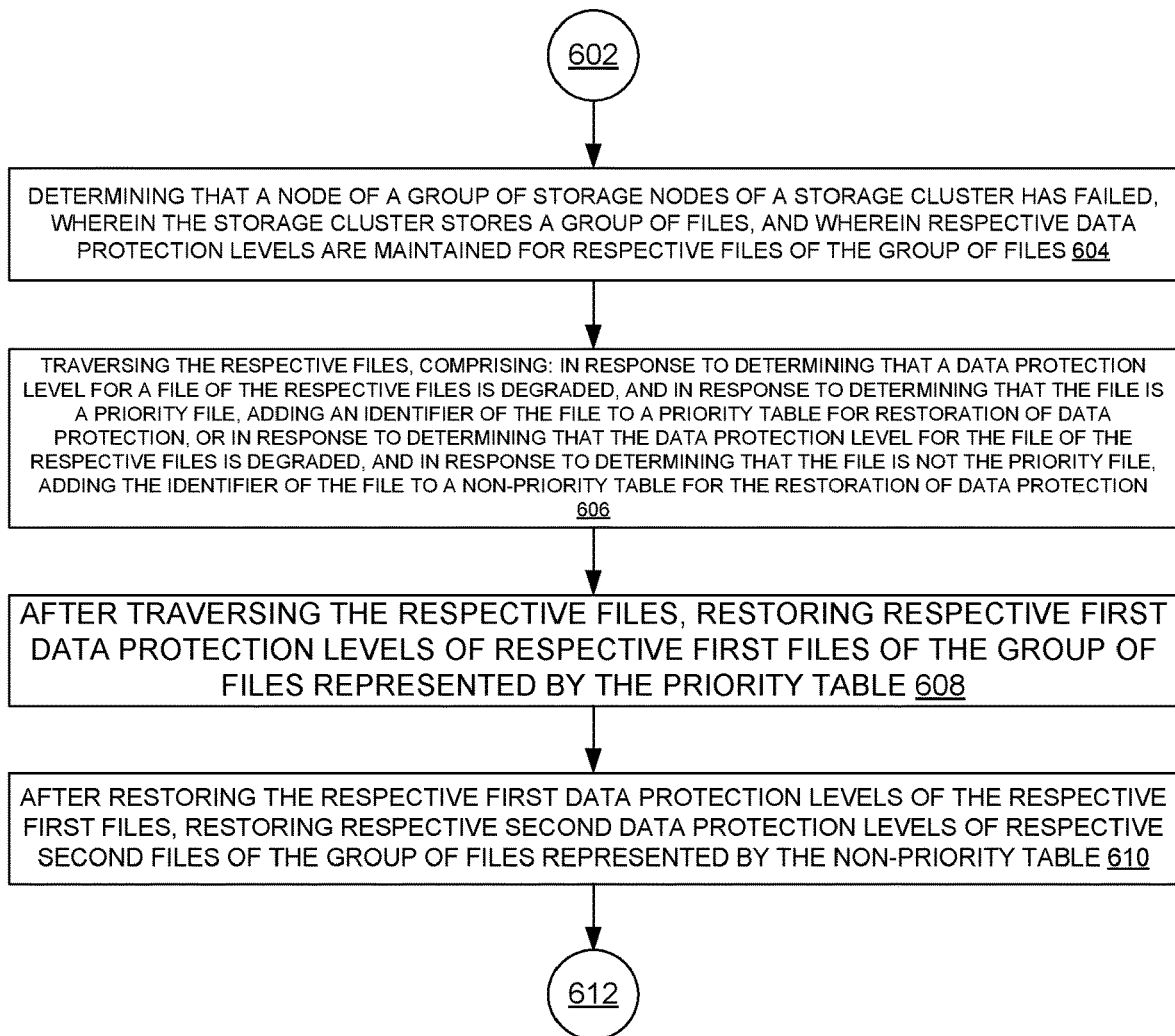 602
DETERMINING THAT A NODE OF A GROUP OF STORAGE NODES OF A STORAGE CLUSTER HAS FAILED,
WHEREIN THE STORAGE CLUSTER STORES A GROUP OF FILES, AND WHEREIN RESPECTIVE DATA
PROTECTION LEVELS ARE MAINTAINED FOR RESPECTIVE FILES OF THE GROUP OF FILES 604
TRAVERSING THE RESPECTIVE FILES, COMPRISING: IN RESPONSE TO DETERMINING THAT A DATA PROTECTION
LEVEL FOR A FILE OF THE RESPECTIVE FILES IS DEGRADED, AND IN RESPONSE TO DETERMINING THAT THE FILE IS
A PRIORITY FILE, ADDING AN IDENTIFIER OF THE FILE TO A PRIORITY TABLE FOR RESTORATION OF DATA
PROTECTION, OR IN RESPONSE TO DETERMINING THAT THE DATA PROTECTION LEVEL FOR THE FILE OF THE
RESPECTIVE FILES IS DEGRADED, AND IN RESPONSE TO DETERMINING THAT THE FILE IS NOT THE PRIORITY FILE,
ADDING THE IDENTIFIER OF THE FILE TO A NON-PRIORITY TABLE FOR THE RESTORATION OF DATA PROTECTION
606
AFTER TRAVERSING THE RESPECTIVE FILES, RESTORING RESPECTIVE FIRST
DATA PROTECTION LEVELS OF RESPECTIVE FIRST FILES OF THE GROUP OF
FILES REPRESENTED BY THE PRIORITY TABLE 608
AFTER RESTORING THE RESPECTIVE FIRST DATA PROTECTION LEVELS OF THE RESPECTIVE
FIRST FILES, RESTORING RESPECTIVE SECOND DATA PROTECTION LEVELS OF RESPECTIVE
SECOND FILES OF THE GROUP OF FILES REPRESENTED BY THE NON-PRIORITY TABLE 610
612